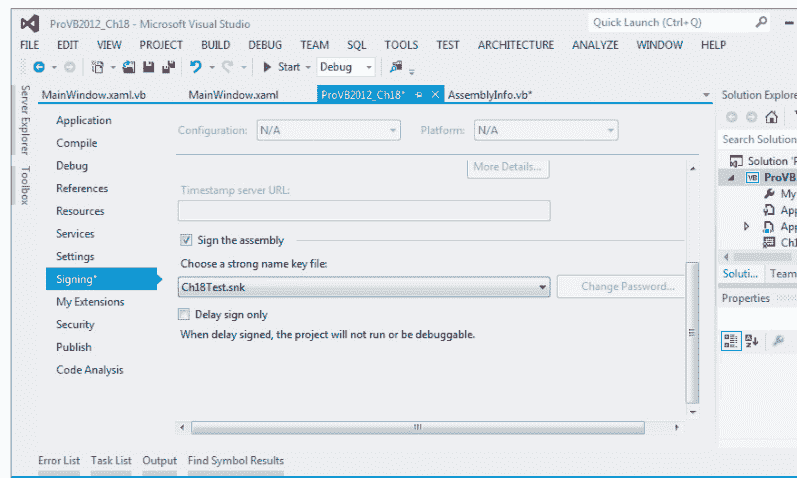 ProVB2012_Ch18 - Microsoft Visual Studio
Quick Launch (Ctrl+Q)
FILE EDIT VIEW PROJECT BUILD DEBUG TEAM SQL TOOLS TEST ARCHITECTURE ANALYZE WINDOW HELP
Start Debug
Server Explorer
Toolbox
MainWindow.xaml.vb MainWindow.xaml ProVB2012_Ch18* AssemblyInfo.vb*
Application
Compile
Debug
References
Resources
Services
Settings
Signing*
My Extensions
Security
Publish
Code Analysis
Configuration: N/A Platform: N/A
More Details...
Timestamp server URL:
Sign the assembly
Choose a strong name key file:
Ch18Test.snk Change Password...
Delay sign only
When delay signed, the project will not run or be debuggable.
Solution Explore
Search Solution
Solution 'P
VB ProVB
My
App
App
Ch1
Soluti... Team
Properties
Error List Task List Output Find Symbol Results